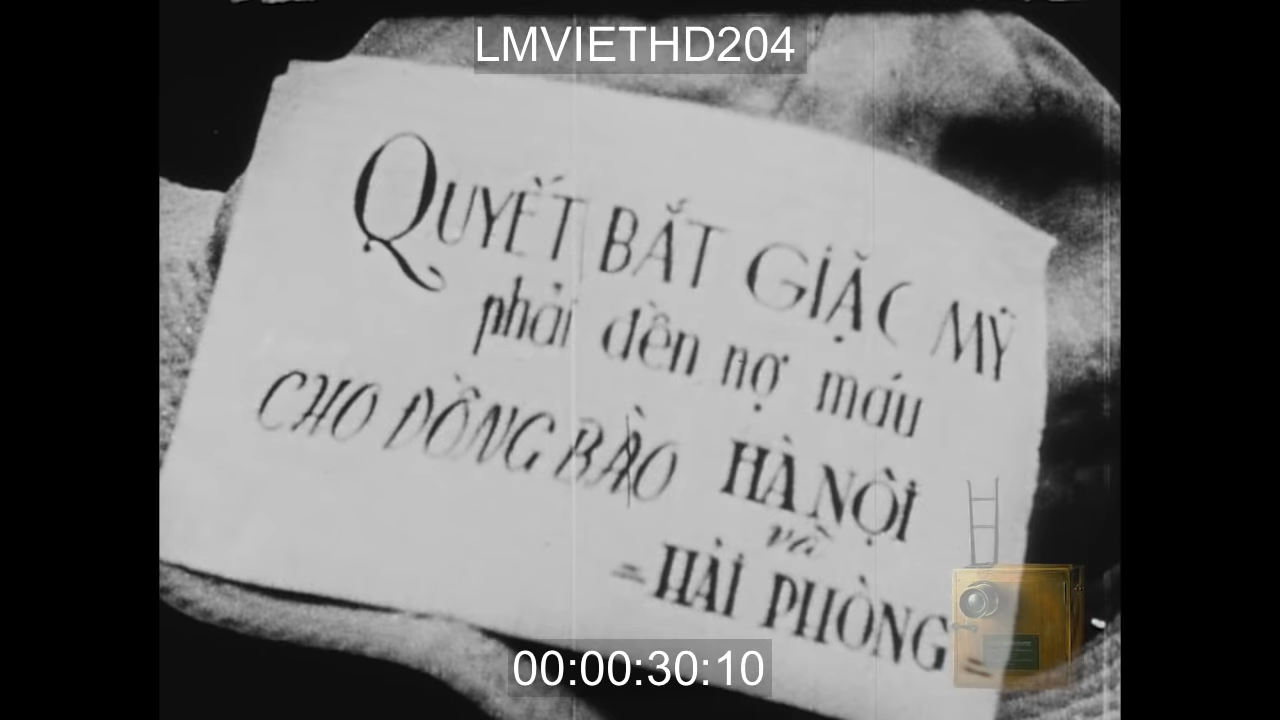 LMVIETHD204
QUYẾT BẮT GIẶC MỸ
phải đền nợ máu
CHO ĐỒNG BÀO HÀ NỘI
và
= HẢI PHÒNG =
00:00:30:10